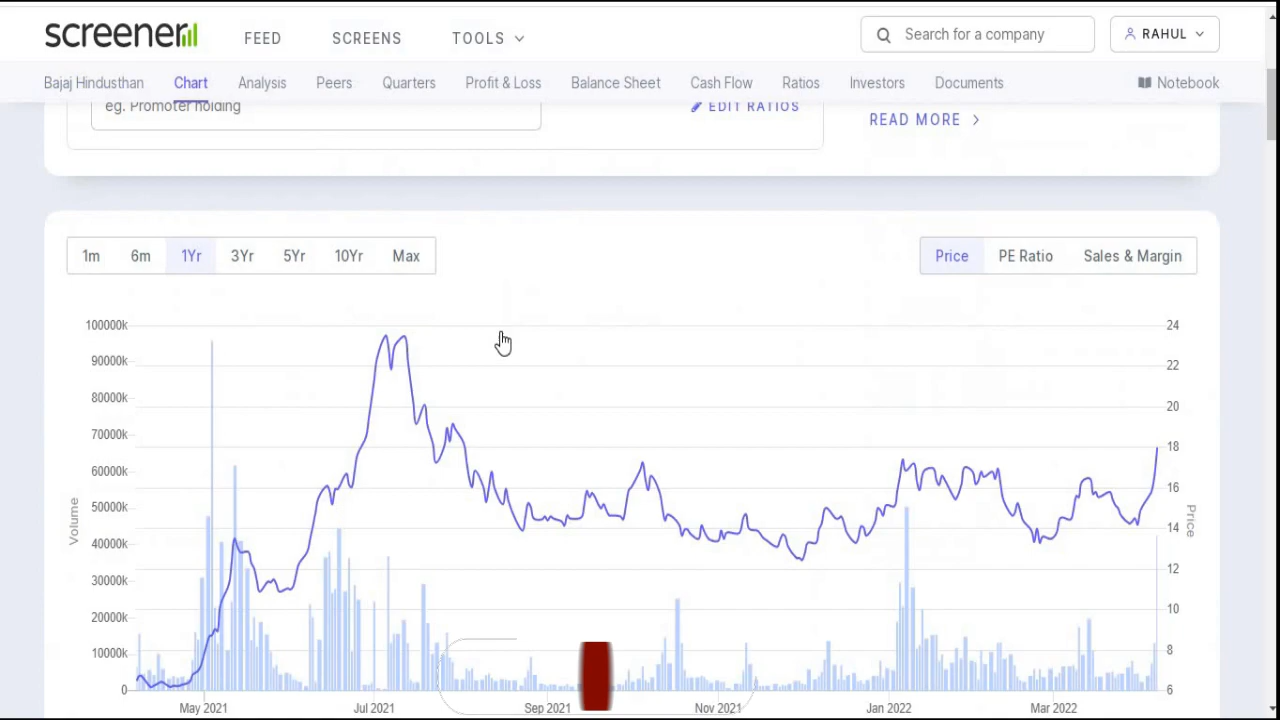 screener
FEED SCREENS TOOLS
Search for a company
RAHUL
Bajaj Hindusthan Chart Analysis Peers Quarters Profit & Loss Balance Sheet Cash Flow Ratios Investors Documents Notebook
eg. Promoter holding
EDIT RATIOS
READ MORE
1m 6m 1Yr 3Yr 5Yr 10Yr Max
Price PE Ratio Sales & Margin
100000k
90000k
80000k
70000k
60000k
50000k
40000k
30000k
20000k
10000k
0
Volume
24
22
20
18
16
14
12
10
8
6
Price
May 2021 Jul 2021 Sep 2021 Nov 2021 Jan 2022 Mar 2022